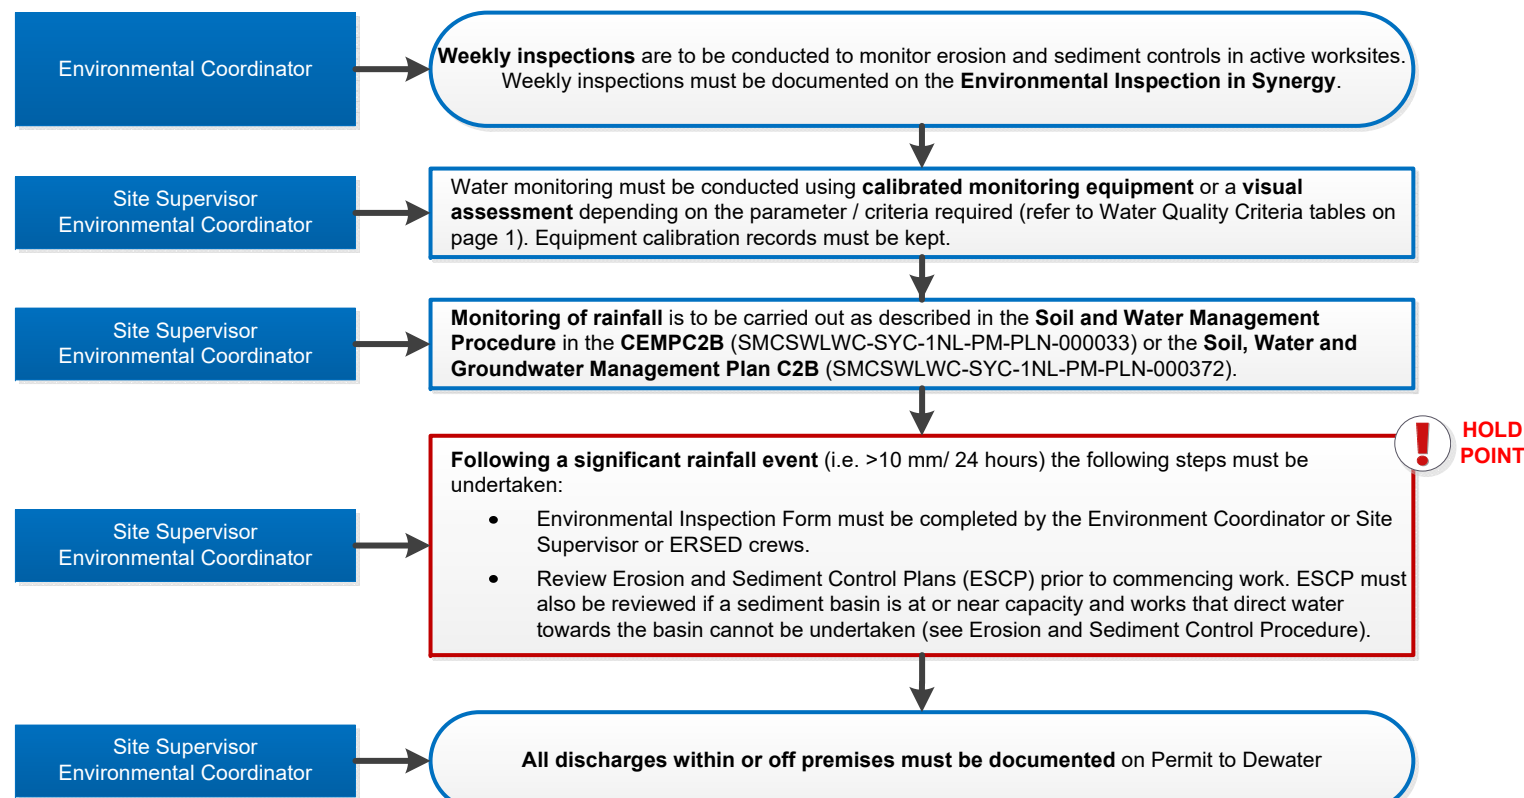 Environmental Coordinator
Weekly inspections are to be conducted to monitor erosion and sediment controls in active worksites.
Weekly inspections must be documented on the Environmental Inspection in Synergy.
Site Supervisor
Environmental Coordinator
Water monitoring must be conducted using calibrated monitoring equipment or a visual
assessment depending on the parameter / criteria required (refer to Water Quality Criteria tables on
page 1). Equipment calibration records must be kept.
Site Supervisor
Environmental Coordinator
Monitoring of rainfall is to be carried out as described in the Soil and Water Management
Procedure in the CEMPC2B (SMCSWLWC-SYC-1NL-PM-PLN-000033) or the Soil, Water and
Groundwater Management Plan C2B (SMCSWLWC-SYC-1NL-PM-PLN-000372).
HOLD
POINT
Site Supervisor
Environmental Coordinator
Following a significant rainfall event (i.e. >10 mm/ 24 hours) the following steps must be
undertaken:
• Environmental Inspection Form must be completed by the Environment Coordinator or Site
Supervisor or ERSED crews.
• Review Erosion and Sediment Control Plans (ESCP) prior to commencing work. ESCP must
also be reviewed if a sediment basin is at or near capacity and works that direct water
towards the basin cannot be undertaken (see Erosion and Sediment Control Procedure).
Site Supervisor
Environmental Coordinator
All discharges within or off premises must be documented on Permit to Dewater